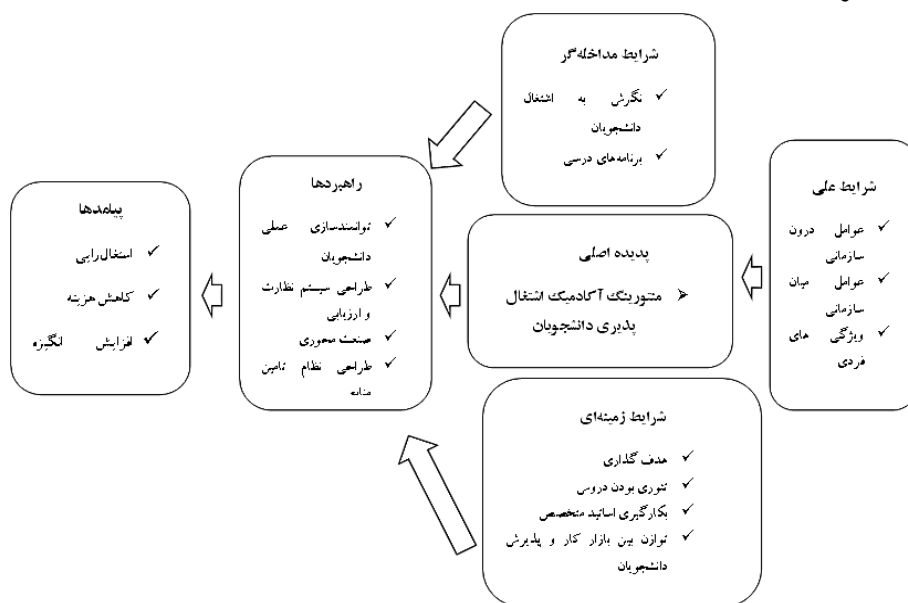 شرایط مداخله‌گر
نگرش به اشتغال
دانشجویان
برنامه‌های درسی
شرایط علی
عوامل درون
سازمانی
عوامل میان
سازمانی
ویژگی های
فردی
پدیده اصلی
منتورینگ آکادمیک اشتغال
پذیری دانشجویان
شرایط زمینه‌ای
هدف گذاری
تئوری بودن دروس
بکارگیری اساتید متخصص
توازن بین بازار کار و پذیرش
دانشجویان
راهبردها
توانمندسازی عملی
دانشجویان
طراحی سیستم نظارت
و ارزیابی
صنعت محوری
طراحی نظام تامین
پیامدها
اشتغال‌زایی
کاهش هزینه
افزایش انگیزه